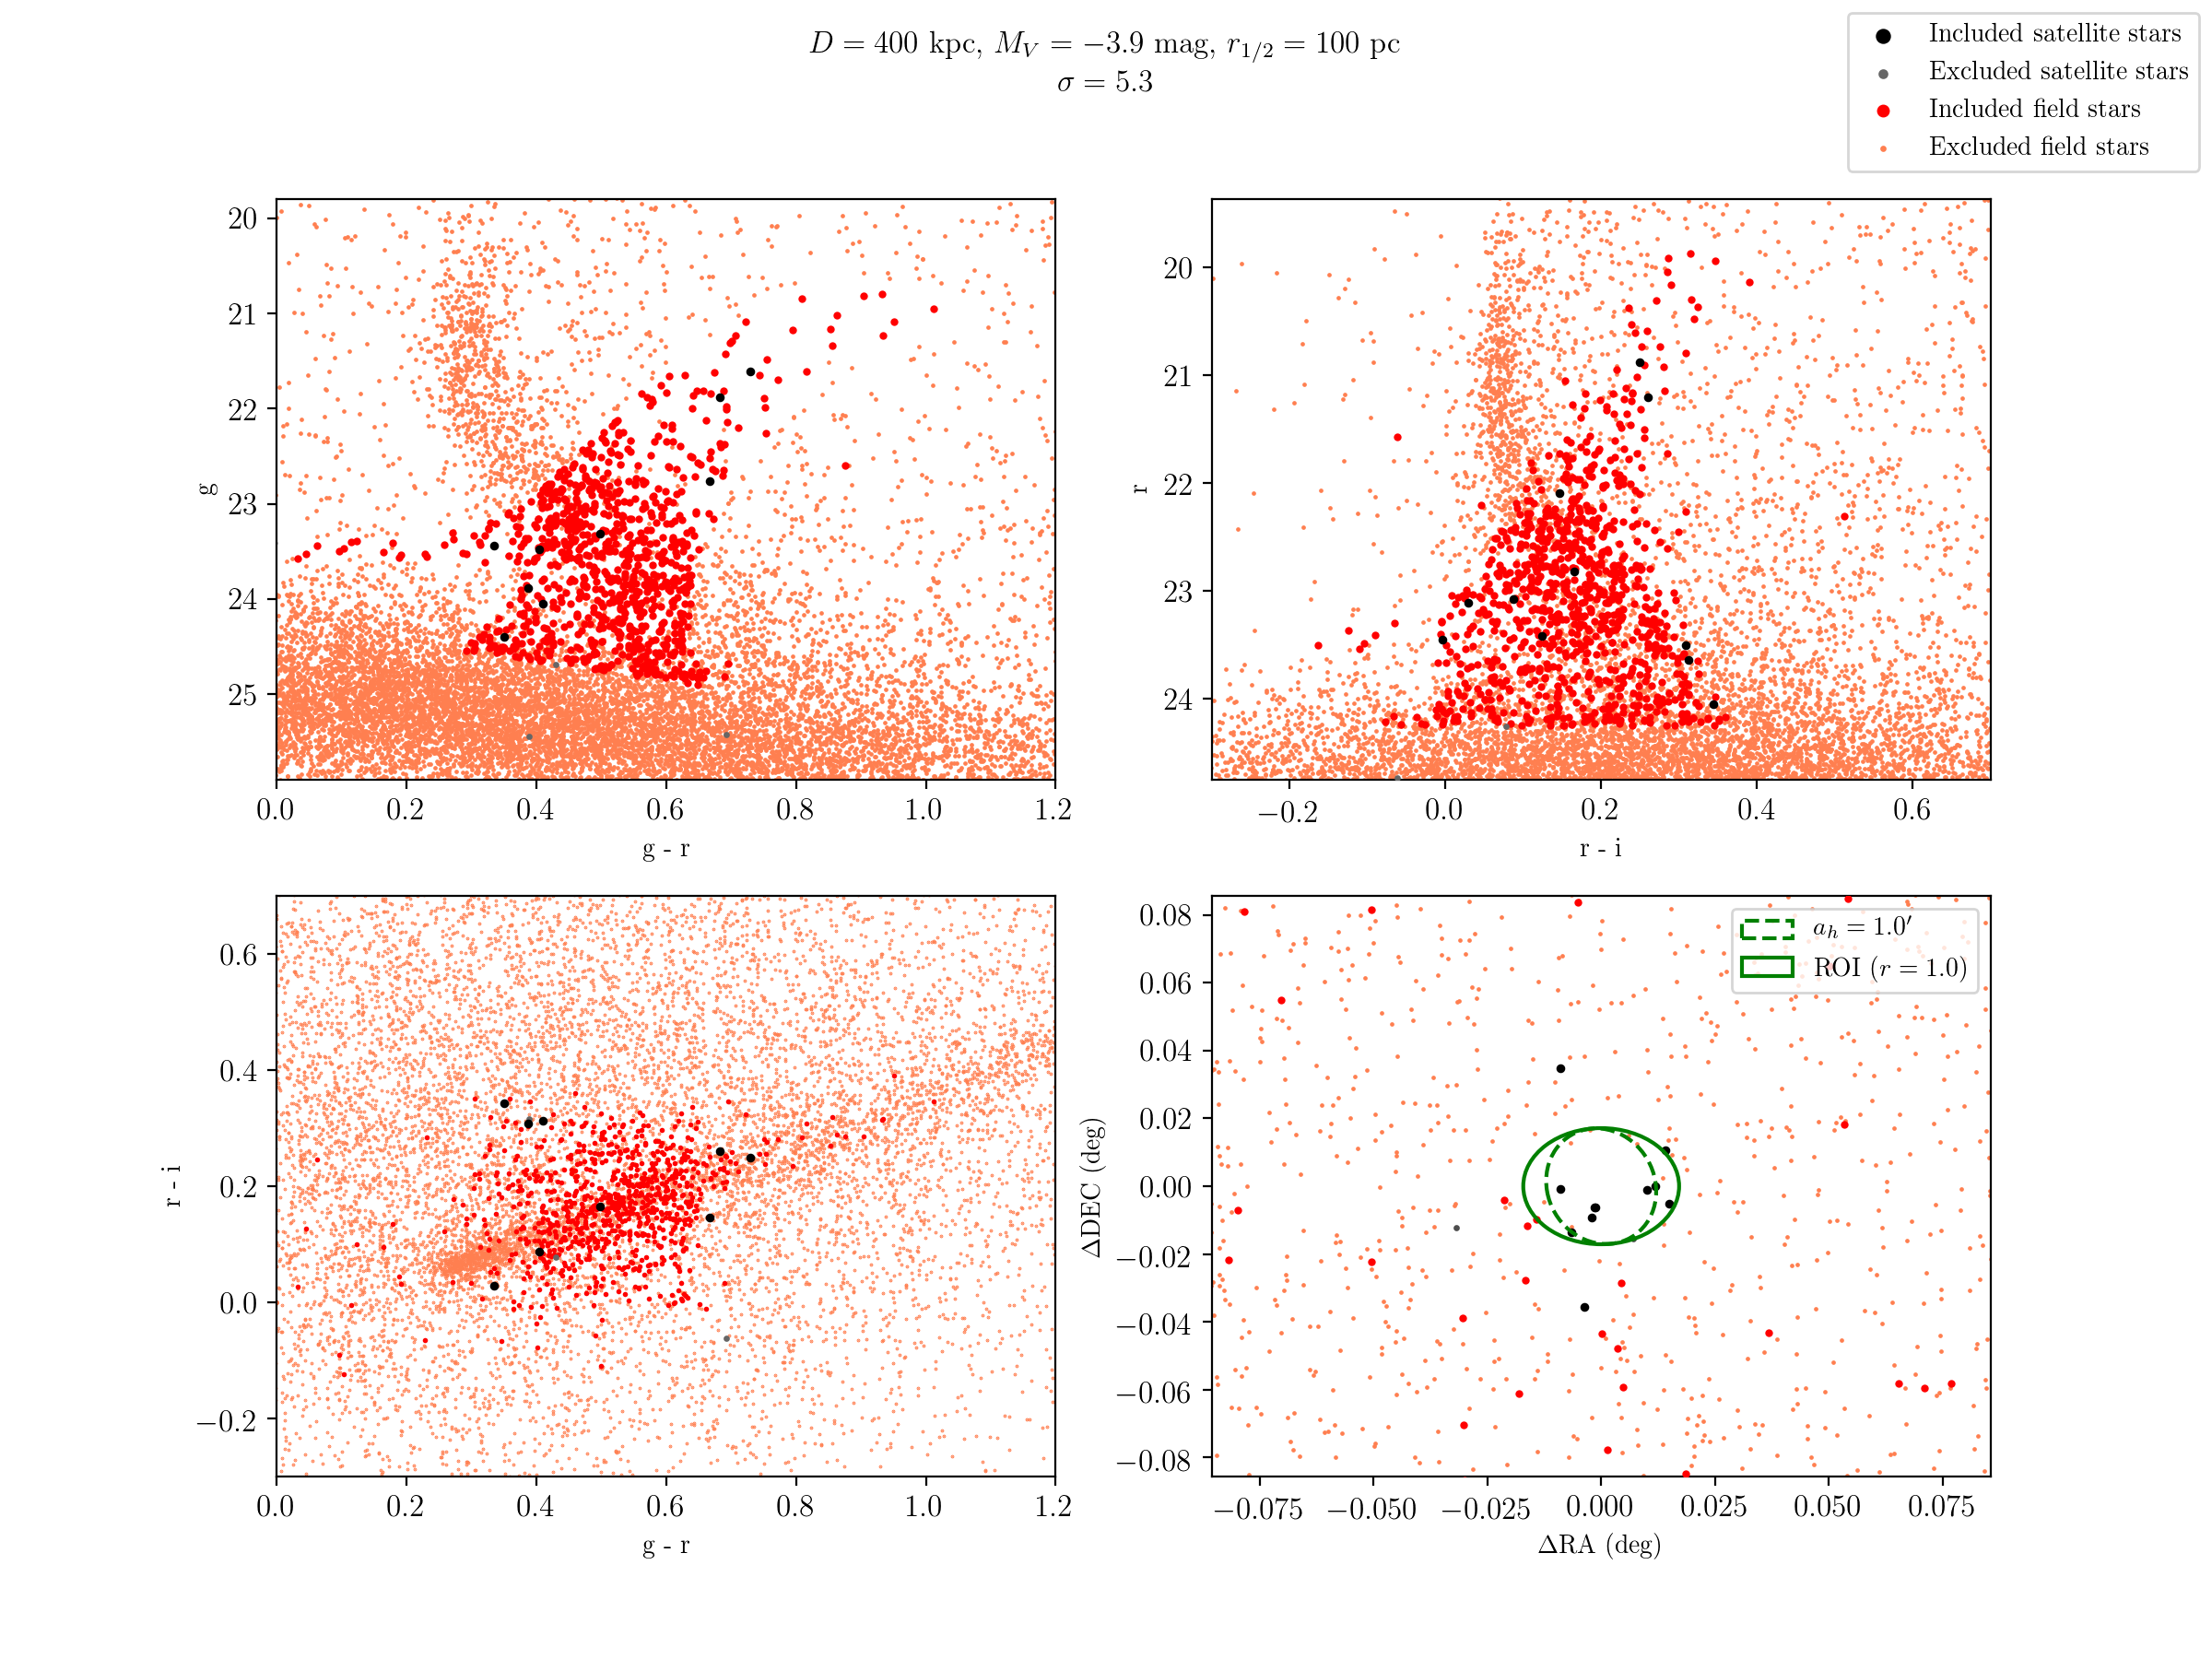 D = 400 kpc, M_V = −3.9 mag, r_{1/2} = 100 pc
σ = 5.3
Included satellite stars
Excluded satellite stars
Included field stars
Excluded field stars
20
21
22
23
24
25
g
0.0 0.2 0.4 0.6 0.8 1.0 1.2
g - r
20
21
22
23
24
r
−0.2 0.0 0.2 0.4 0.6
r - i
0.6
0.4
0.2
0.0
−0.2
r - i
0.0 0.2 0.4 0.6 0.8 1.0 1.2
g - r
a_h = 1.0′
ROI (r = 1.0)
0.08
0.06
0.04
0.02
0.00
−0.02
−0.04
−0.06
−0.08
ΔDEC (deg)
−0.075 −0.050 −0.025 0.000 0.025 0.050 0.075
ΔRA (deg)